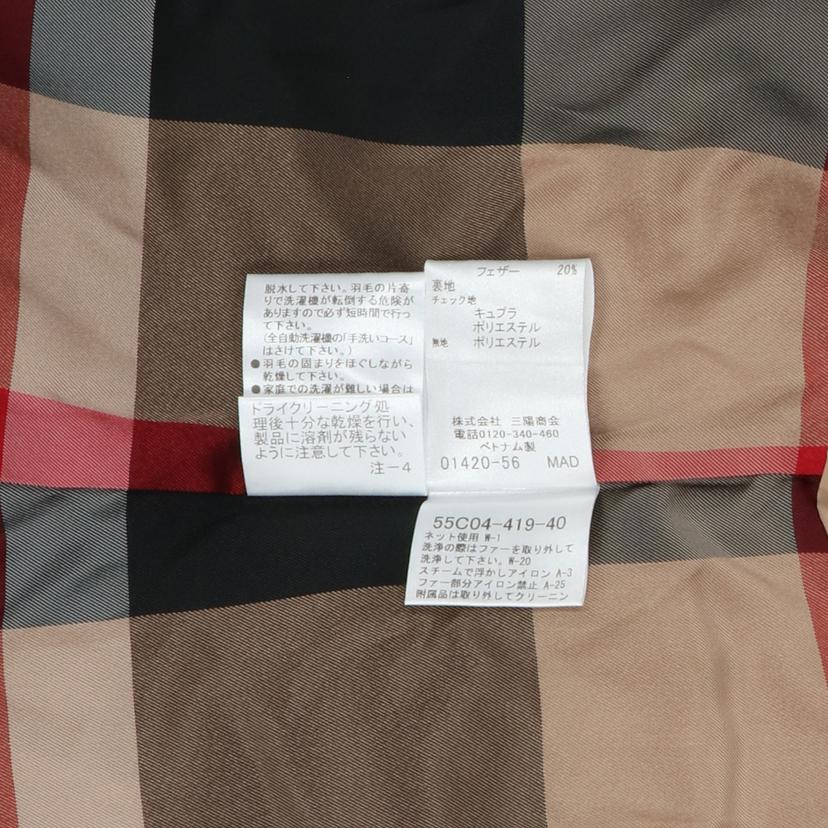 脱水して下さい。羽毛の片寄
りで洗濯機が転倒する危険が
ありますので必ず短時間で行っ
て下さい。
(全自動洗濯機の「手洗いコース」
はさけて下さい。)
●羽毛の固まりをほぐしながら
乾燥して下さい。
●家庭での洗濯が難しい場合は
ドライクリーニング処
理後十分な乾燥を行い、
製品に溶剤が残らない
ように注意して下さい。
注-4
フェザー 20%
裏地
チェック地
キュプラ
ポリエステル
無地 ポリエステル
株式会社 三陽商会
電話0120-340-460
ベトナム製
01420-56 MAD
55C04-419-40
ネット使用 W-1
洗浄の際はファーを取り外して
洗浄して下さい。W-20
スチームで浮かしアイロン A-3
ファー部分アイロン禁止 A-25
附属品は取り外してクリーニン